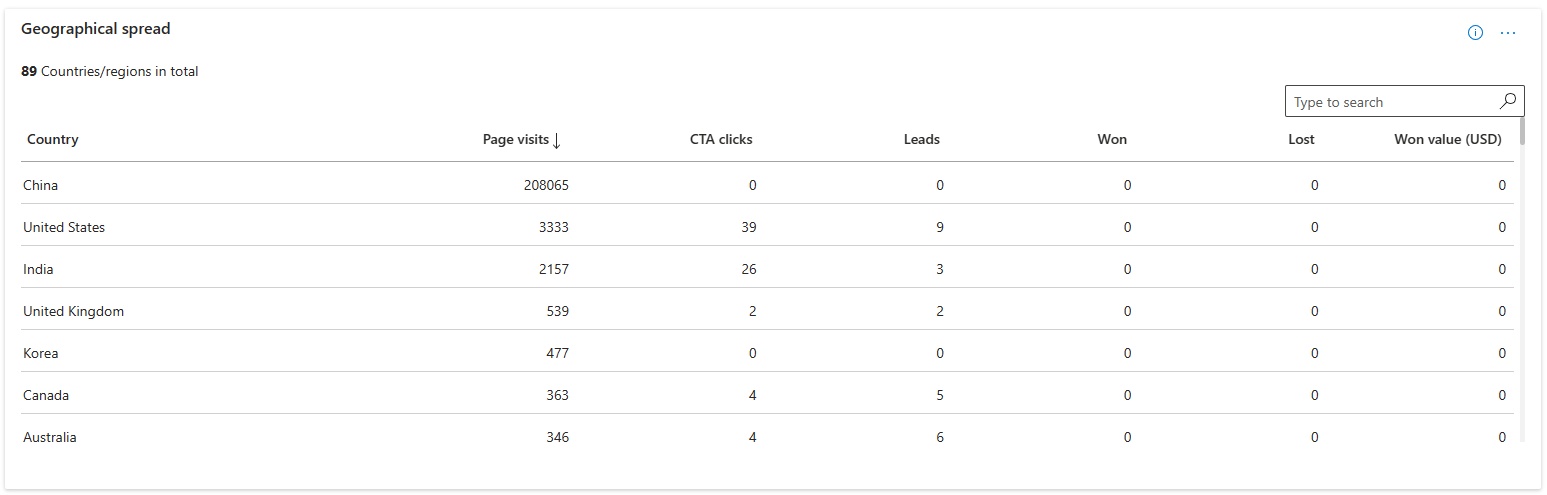 Geographical spread
89 Countries/regions in total
Type to search
Country Page visits ↓ CTA clicks Leads Won Lost Won value (USD)
China 208065 0 0 0 0 0
United States 3333 39 9 0 0 0
India 2157 26 3 0 0 0
United Kingdom 539 2 2 0 0 0
Korea 477 0 0 0 0 0
Canada 363 4 5 0 0 0
Australia 346 4 6 0 0 0